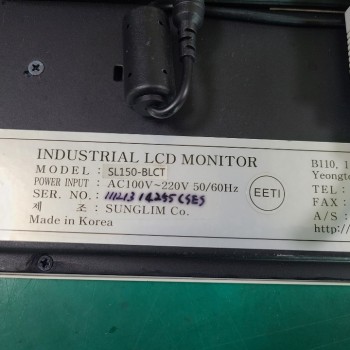 INDUSTRIAL LCD MONITOR
MODEL : SL150-BLCT
POWER INPUT : AC100V~220V 50/60Hz
SER. NO. :
제 조 : SUNGLIM Co.
Made in Korea
EETI
B110, 1
Yeongt
TEL :
FAX :
A/S :
http:/